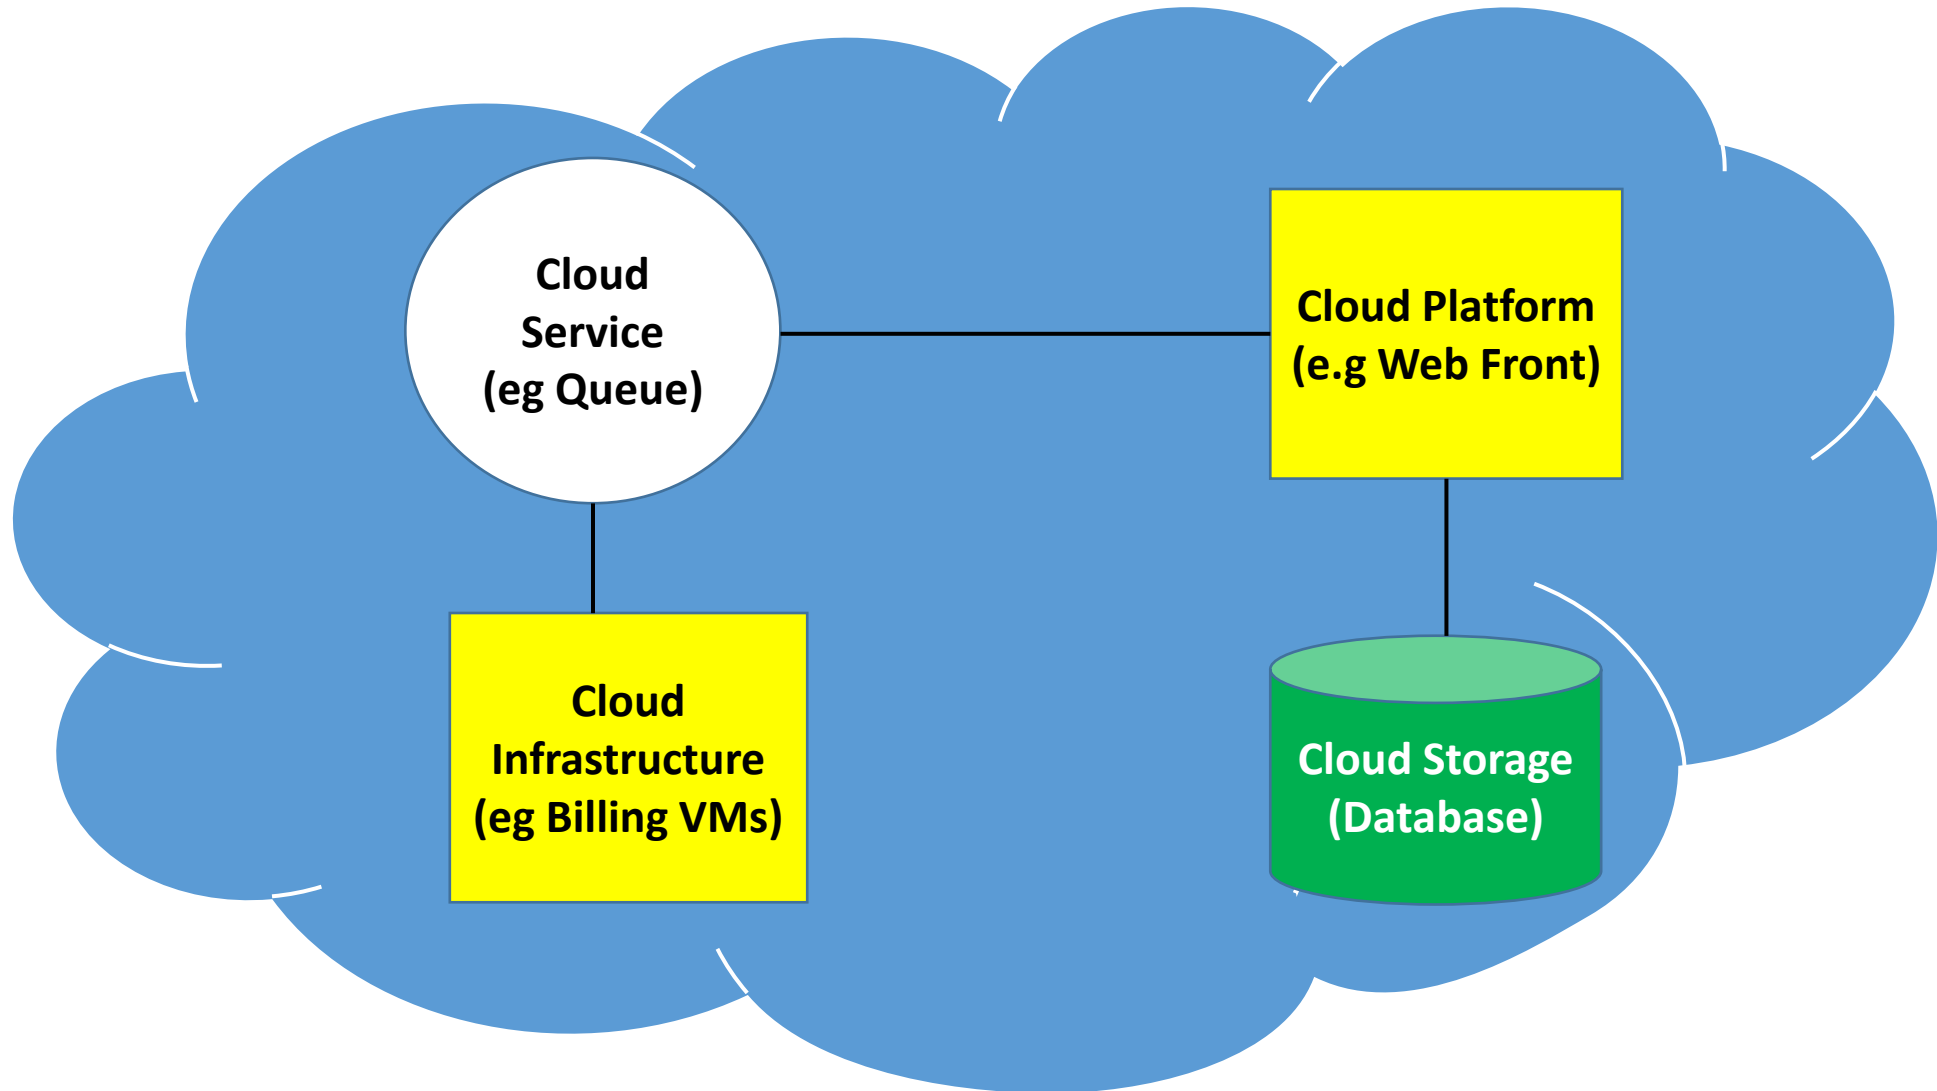 Cloud
Service
(eg Queue)
Cloud Platform
(e.g Web Front)
Cloud
Infrastructure
(eg Billing VMs)
Cloud Storage
(Database)